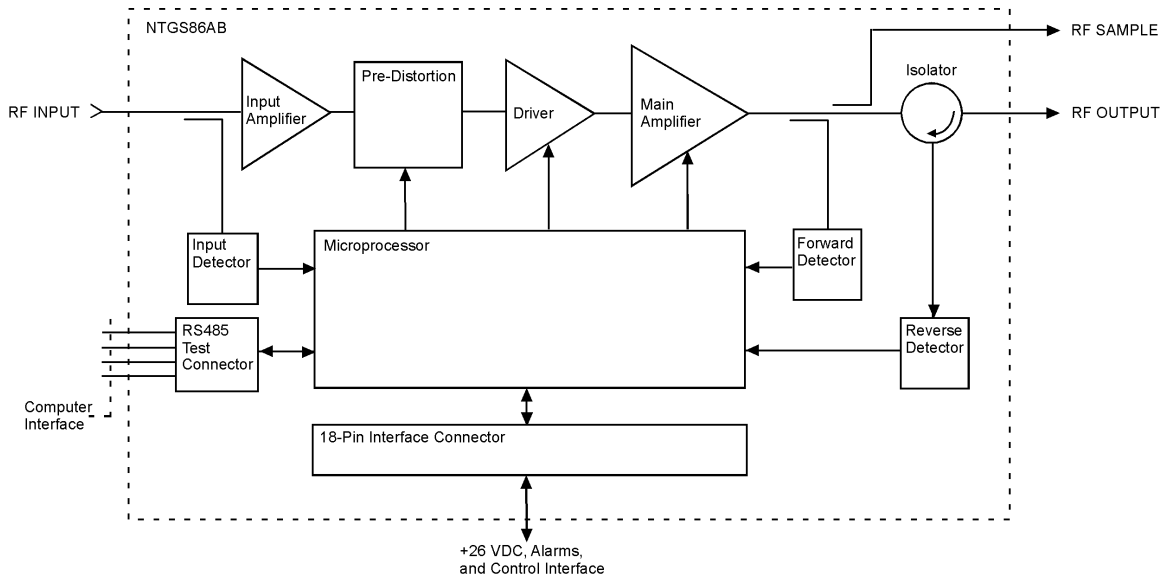 NTGS86AB
RF SAMPLE
Isolator
Pre-Distortion
RF INPUT
Input
Amplifier
Driver
Main
Amplifier
RF OUTPUT
Input
Detector
Microprocessor
Forward
Detector
RS485
Test
Connector
Reverse
Detector
Computer
Interface
18-Pin Interface Connector
+26 VDC, Alarms,
and Control Interface